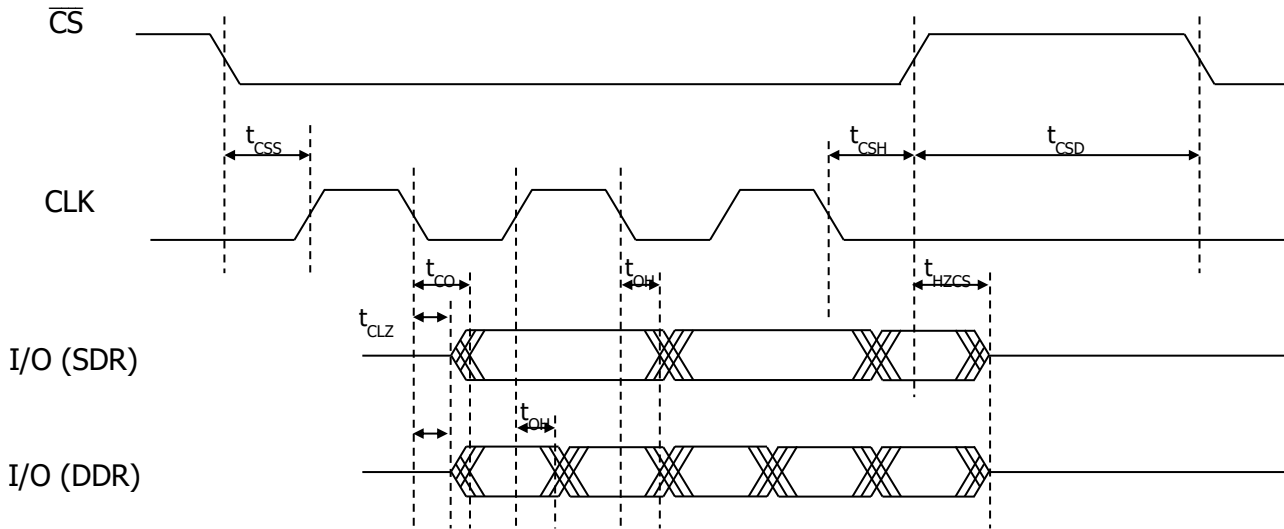 CS
tCSS
tCSH
tCSD
CLK
tCO
tOH
tHZCS
tCLZ
I/O (SDR)
tOH
I/O (DDR)